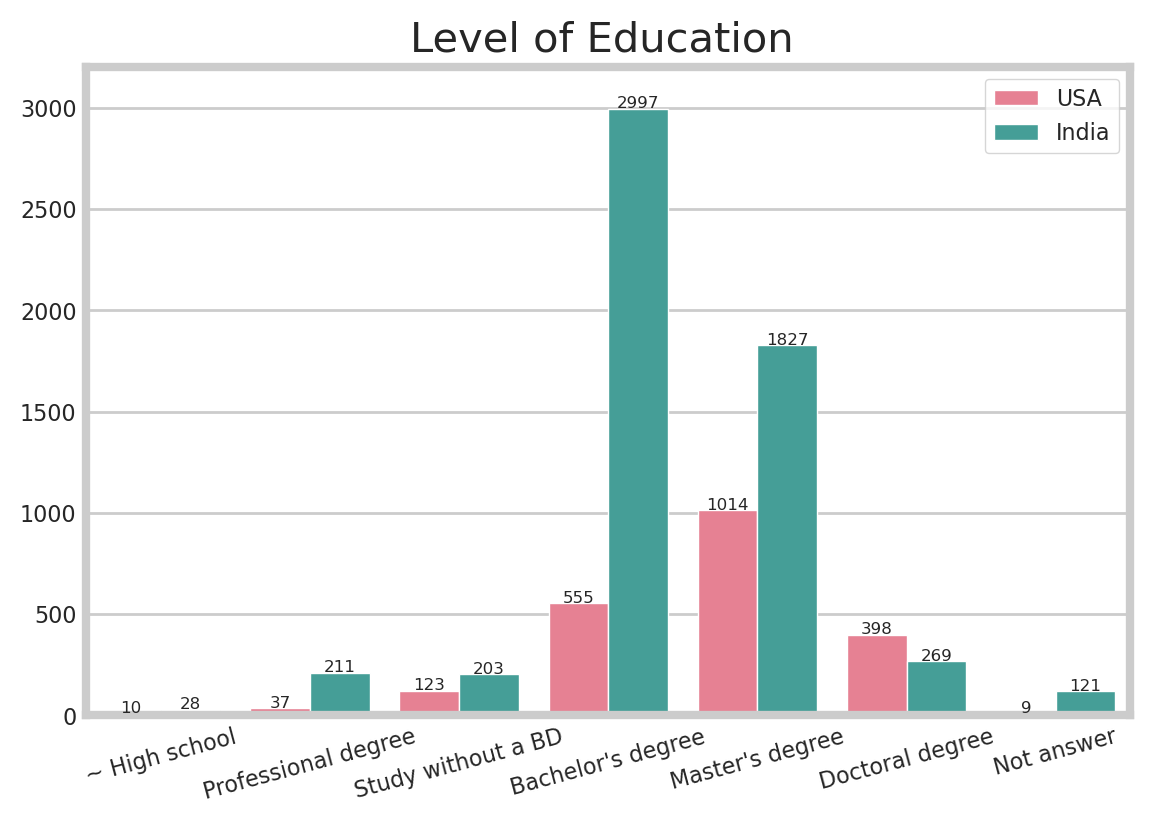 Level of Education
USA
India
3000
2500
2000
1500
1000
500
0
10
28
37
211
123
203
555
2997
1014
1827
398
269
9
121
~ High school
Professional degree
Study without a BD
Bachelor's degree
Master's degree
Doctoral degree
Not answer